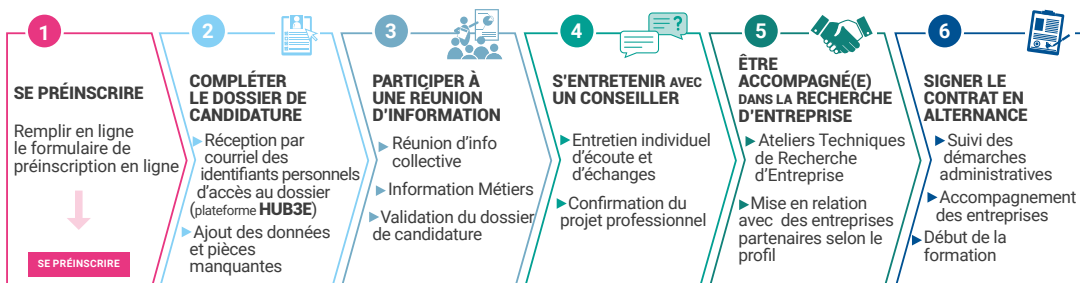 1
SE PRÉINSCRIRE
Remplir en ligne
le formulaire de
préinscription en ligne
SE PRÉINSCRIRE
2
COMPLÉTER
LE DOSSIER DE
CANDIDATURE
Réception par
courriel des
identifiants personnels
d'accès au dossier
(plateforme HUB3E)
Ajout des données
et pièces
manquantes
3
PARTICIPER À
UNE RÉUNION
D'INFORMATION
Réunion d'info
collective
Information Métiers
Validation du dossier
de candidature
4
?
S'ENTRETENIR AVEC
UN CONSEILLER
Entretien individuel
d'écoute et
d'échanges
Confirmation du
projet professionnel
5
ÊTRE
ACCOMPAGNÉ(E)
DANS LA RECHERCHE
D'ENTREPRISE
Ateliers Techniques
de Recherche
d'Entreprise
Mise en relation
avec des entreprises
partenaires selon le
profil
6
SIGNER LE
CONTRAT EN
ALTERNANCE
Suivi des
démarches
administratives
Accompagnement
des entreprises
Début de la
formation